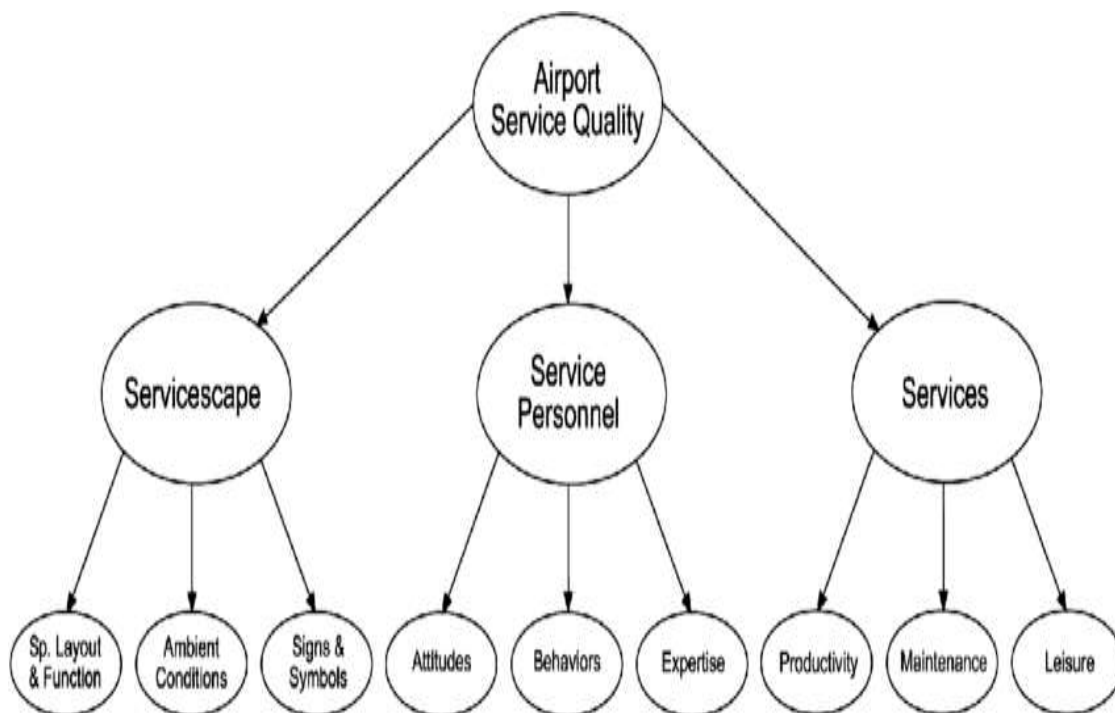 Airport
Service Quality
Servicescape
Service
Personnel
Services
Sp. Layout
& Function
Ambient
Conditions
Signs &
Symbols
Attitudes
Behaviors
Expertise
Productivity
Maintenance
Leisure